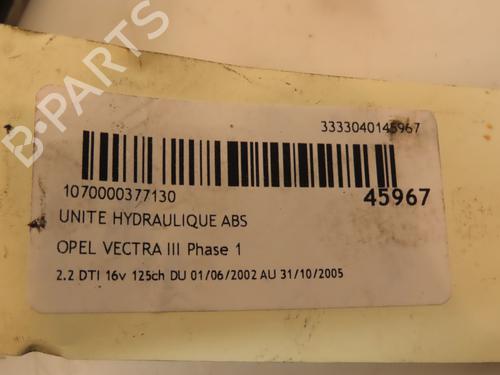 B-PARTS
3333040145967
1070000377130
45967
UNITE HYDRAULIQUE ABS
OPEL VECTRA III Phase 1
2.2 DTI 16v 125ch DU 01/06/2002 AU 31/10/2005